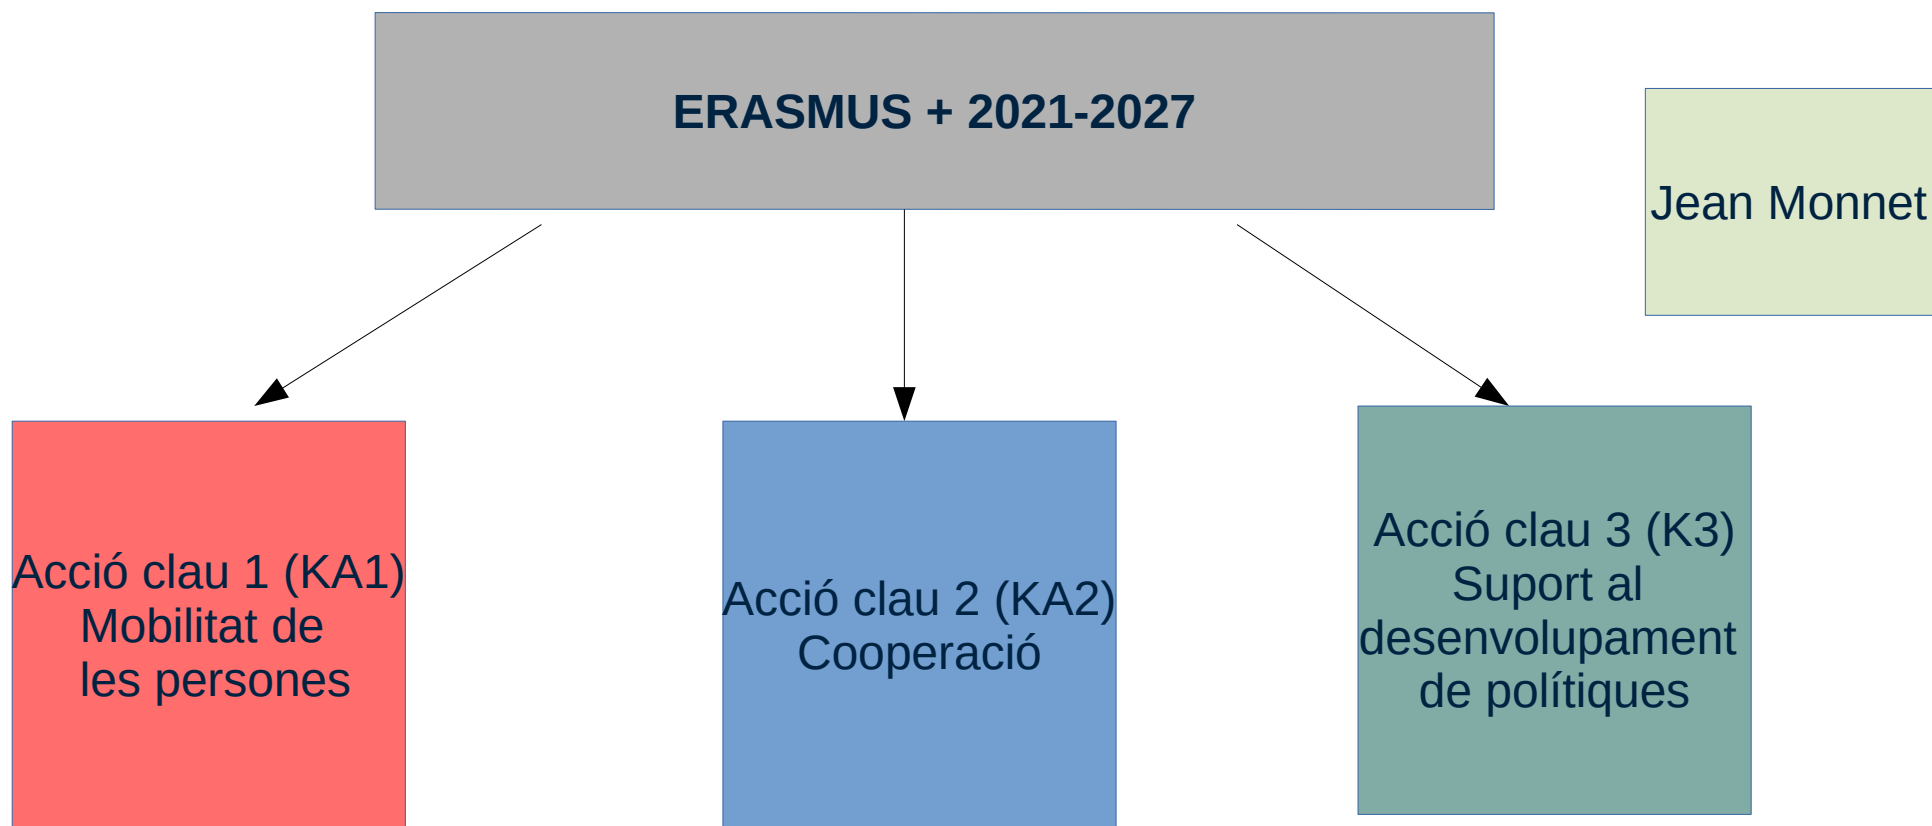 ERASMUS + 2021-2027
Jean Monnet
Acció clau 1 (KA1)
Mobilitat de
les persones
Acció clau 2 (KA2)
Cooperació
Acció clau 3 (K3)
Suport al
desenvolupament
de polítiques